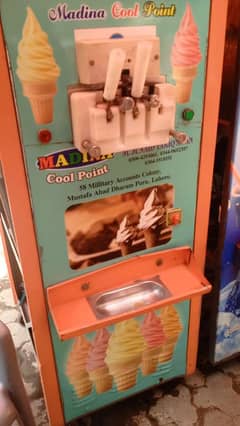 Madina Cool Point
MADINA
Cool Point
58 Military Accounts Colony,
Mustafa Abad Dharam Pura, Lahore.